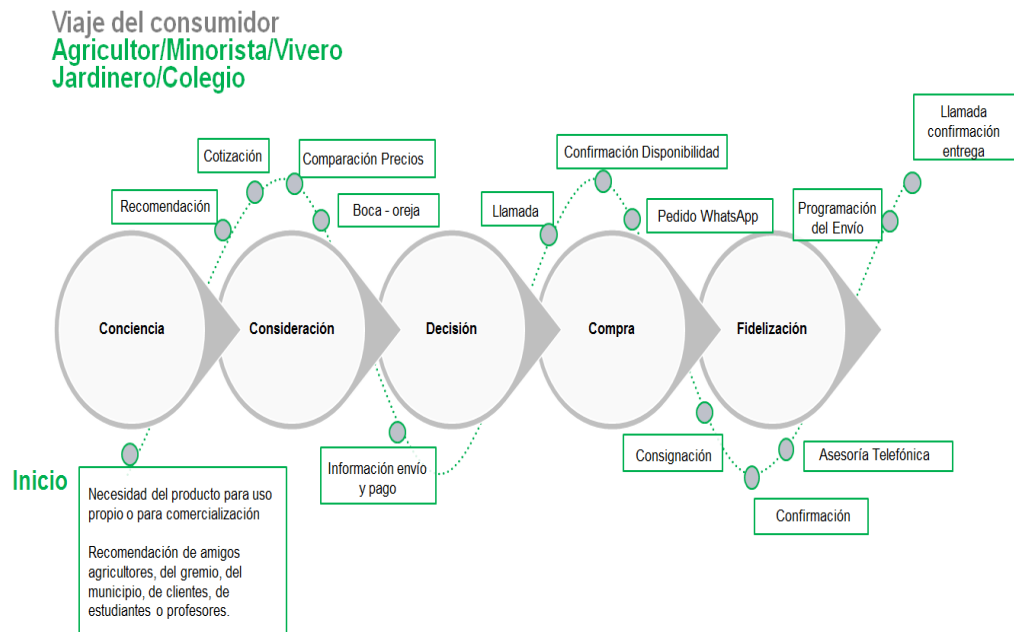 Viaje del consumidor
Agricultor/Minorista/Vivero
Jardinero/Colegio
Llamada
confirmación
entrega
Cotización
Comparación Precios
Confirmación Disponibilidad
Recomendación
Boca - oreja
Llamada
Pedido WhatsApp
Programación
del Envío
Conciencia
Consideración
Decisión
Compra
Fidelización
Inicio
Necesidad del producto para uso
propio o para comercialización
Recomendación de amigos
agricultores, del gremio, del
municipio, de clientes, de
estudiantes o profesores.
Información envío
y pago
Consignación
Asesoría Telefónica
Confirmación